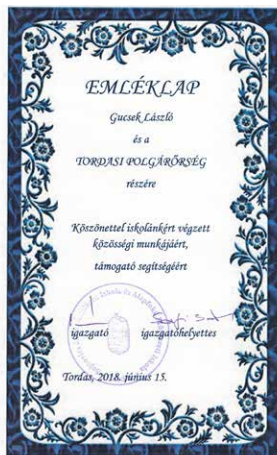 EMLÉKLAP
Gucsek László
és a
TORDASI POLGÁRŐRSÉG
részére
Köszönettel iskolánkért végzett
közösségi munkájáért,
támogató segítségéért
igazgató igazgatóhelyettes
Tordas, 2018. június 15.